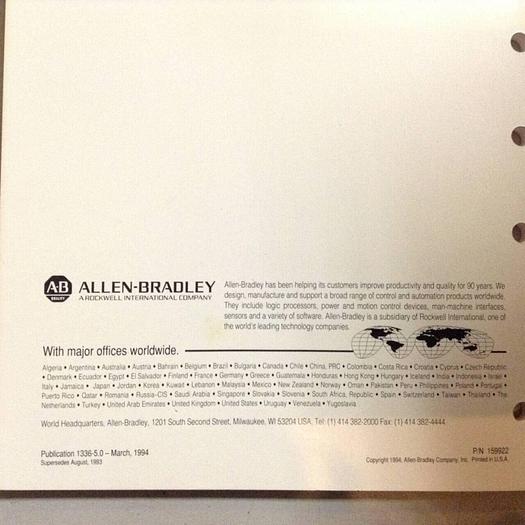 A·B
QUALITY
ALLEN-BRADLEY
A ROCKWELL INTERNATIONAL COMPANY
Allen-Bradley has been helping its customers improve productivity and quality for 90 years. We
design, manufacture and support a broad range of control and automation products worldwide.
They include logic processors, power and motion control devices, man-machine interfaces,
sensors and a variety of software. Allen-Bradley is a subsidiary of Rockwell International, one of
the world's leading technology companies.
With major offices worldwide.
Algeria • Argentina • Australia • Austria • Bahrain • Belgium • Brazil • Bulgaria • Canada • Chile • China, PRC • Colombia • Costa Rica • Croatia • Cyprus • Czech Republic
• Denmark • Ecuador • Egypt • El Salvador • Finland • France • Germany • Greece • Guatemala • Honduras • Hong Kong • Hungary • Iceland • India • Indonesia • Israel •
Italy • Jamaica • Japan • Jordan • Korea • Kuwait • Lebanon • Malaysia • Mexico • New Zealand • Norway • Oman • Pakistan • Peru • Philippines • Poland • Portugal •
Puerto Rico • Qatar • Romania • Russia-CIS • Saudi Arabia • Singapore • Slovakia • Slovenia • South Africa, Republic • Spain • Switzerland • Taiwan • Thailand • The
Netherlands • Turkey • United Arab Emirates • United Kingdom • United States • Uruguay • Venezuela • Yugoslavia
World Headquarters, Allen-Bradley, 1201 South Second Street, Milwaukee, WI 53204 USA, Tel: (1) 414 382-2000 Fax: (1) 414 382-4444
Publication 1336-5.0 – March, 1994
Supersedes August, 1993
P/N 159922
Copyright 1994, Allen-Bradley Company, Inc. Printed in U.S.A.